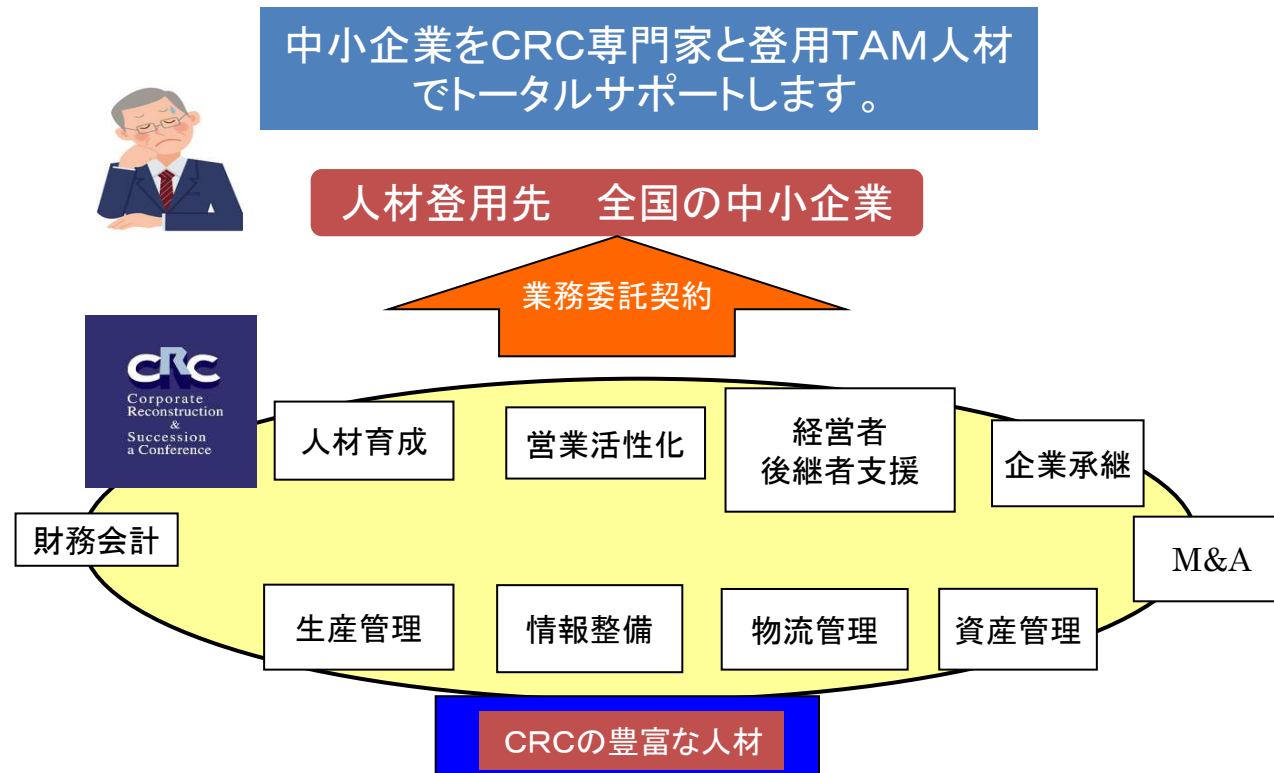 中小企業をCRC専門家と登用TAM人材
でトータルサポートします。
人材登用先　全国の中小企業
業務委託契約
CRC
Corporate
Reconstruction
&
Succession
a Conference
人材育成
営業活性化
経営者
後継者支援
企業承継
財務会計
M&A
生産管理
情報整備
物流管理
資産管理
CRCの豊富な人材